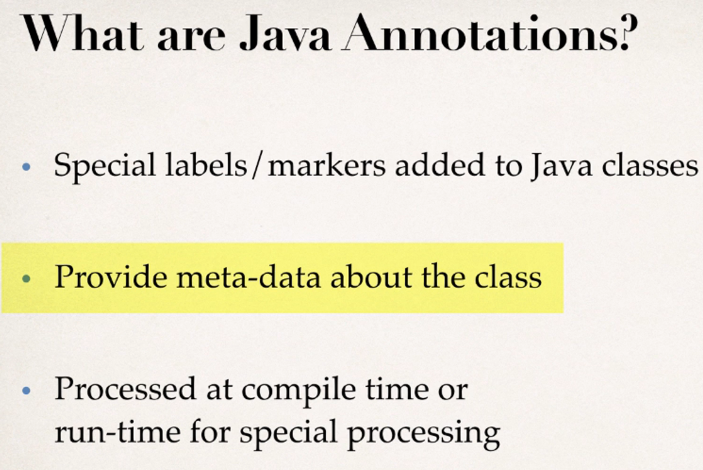 What are Java Annotations?
• Special labels/markers added to Java classes
• Provide meta-data about the class
• Processed at compile time or
run-time for special processing